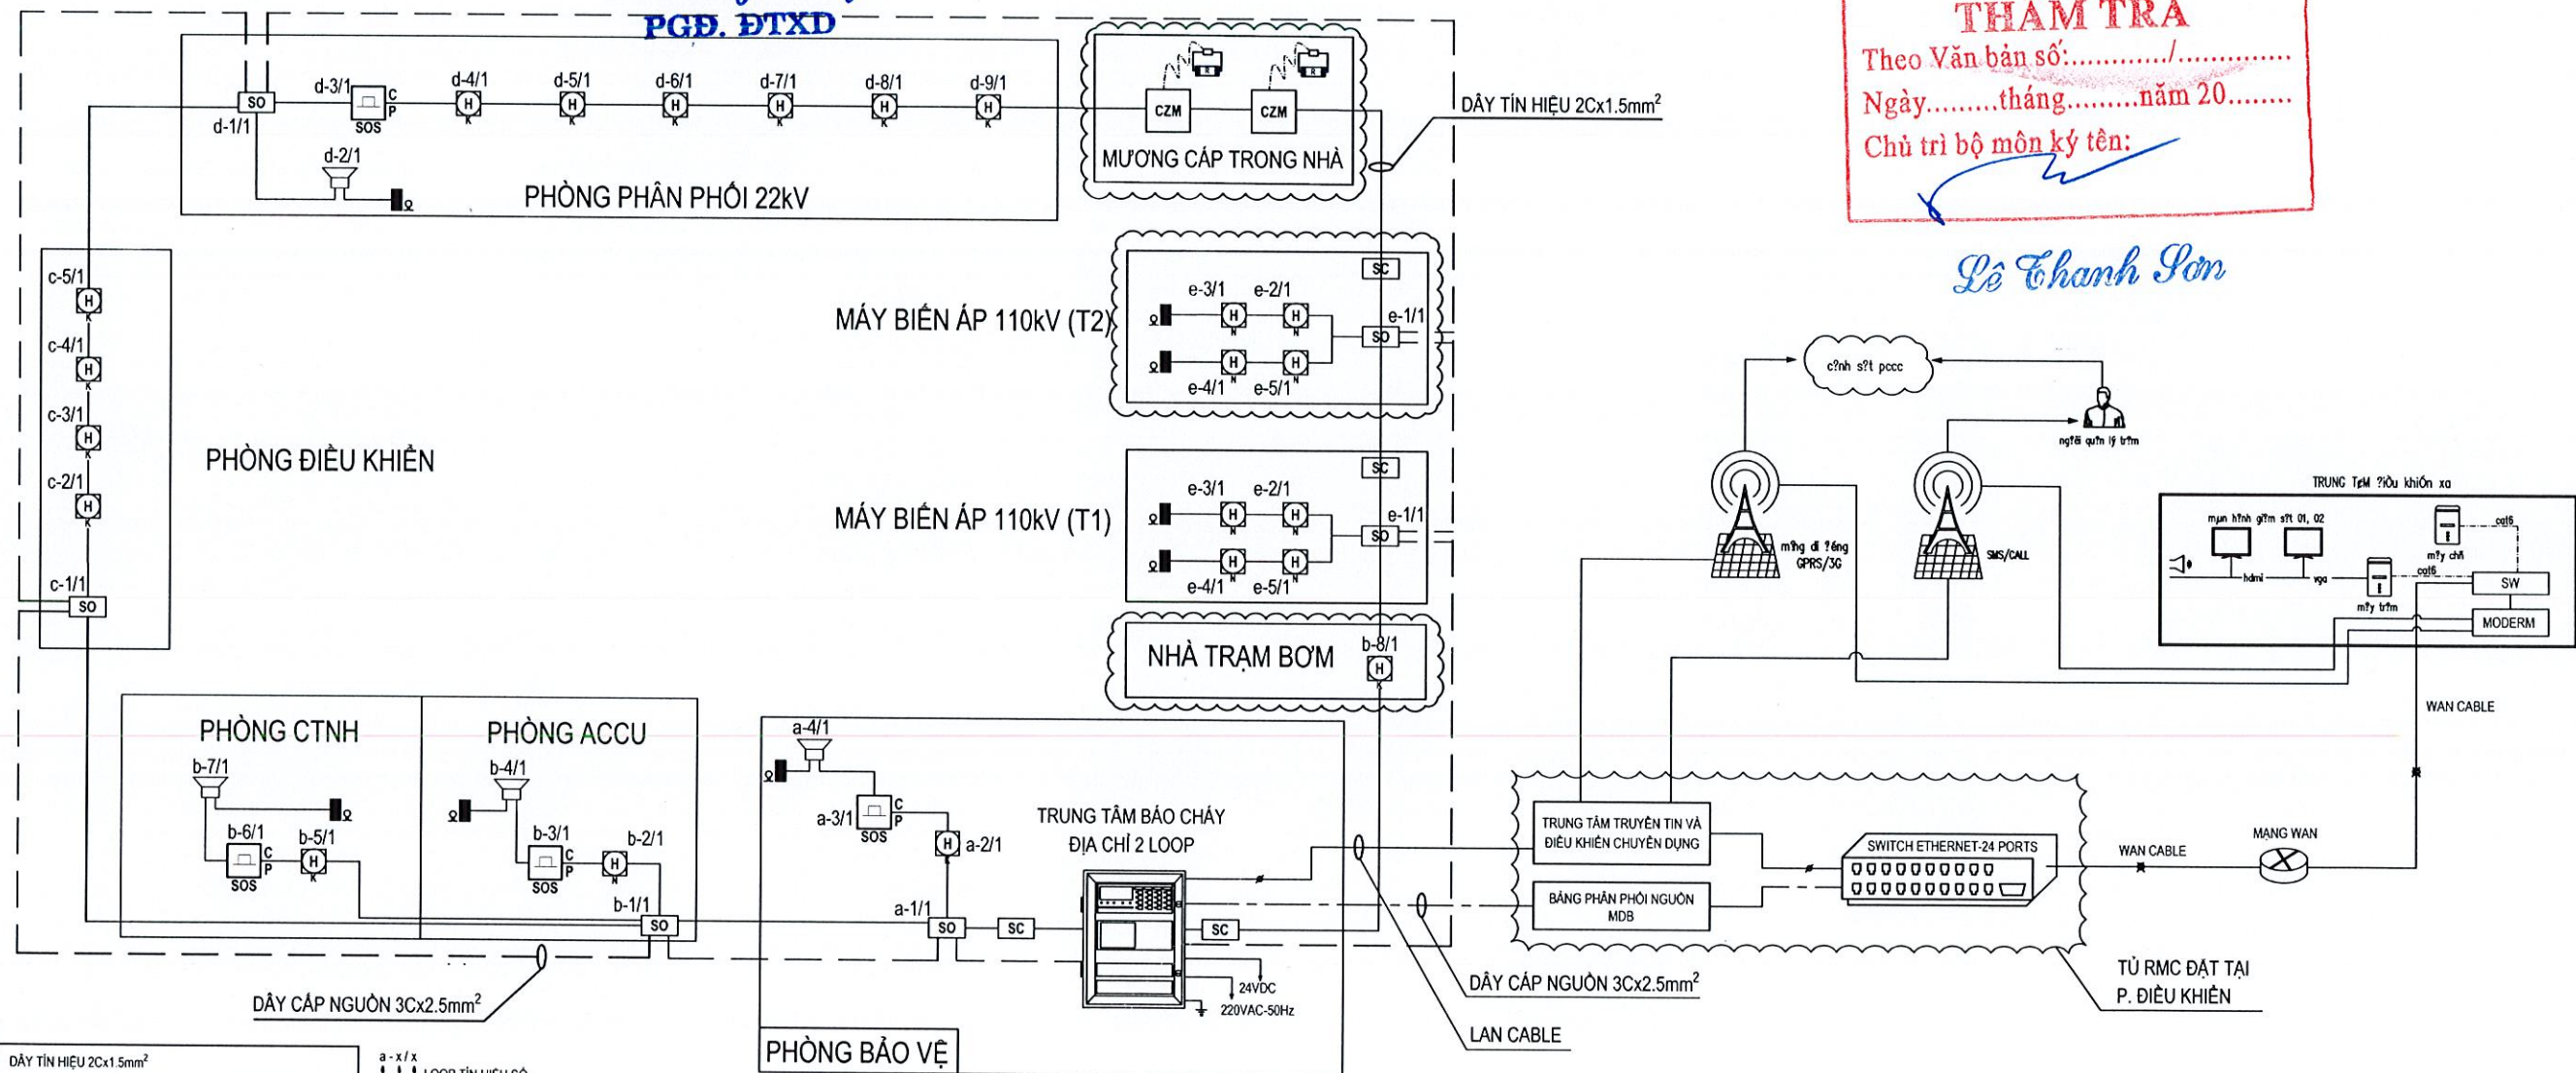 PGĐ. ĐTXD
THẨM TRA
Theo Văn bản số:............/..............
Ngày.........tháng.........năm 20........
Chủ trì bộ môn ký tên:
Lê Thanh Sơn
d-1/1
SO
d-3/1
C
P
SOS
d-4/1
H
K
d-5/1
H
K
d-6/1
H
K
d-7/1
H
K
d-8/1
H
K
d-9/1
H
K
d-2/1
PHÒNG PHÂN PHỐI 22kV
R
R
CZM
CZM
MƯƠNG CÁP TRONG NHÀ
DÂY TÍN HIỆU 2Cx1.5mm²
c-5/1
H
K
c-4/1
H
K
c-3/1
H
K
c-2/1
H
K
c-1/1
SO
PHÒNG ĐIỀU KHIỂN
MÁY BIẾN ÁP 110kV (T2)
SC
e-3/1
e-2/1
e-1/1
H
N
H
N
SO
H
N
H
N
e-4/1
e-5/1
MÁY BIẾN ÁP 110kV (T1)
SC
e-3/1
e-2/1
e-1/1
H
N
H
N
SO
H
N
H
N
e-4/1
e-5/1
NHÀ TRẠM BƠM
b-8/1
H
K
c?nh s?t pccc
SMS/CALL
GPRS/3G
hdmi
vga
cat6
cat6
SW
MODERM
WAN CABLE
PHÒNG CTNH
b-7/1
b-6/1
C
P
SOS
b-5/1
H
K
PHÒNG ACCU
b-4/1
b-3/1
C
P
SOS
b-2/1
H
N
b-1/1
SO
a-4/1
a-3/1
C
P
SOS
H
a-2/1
a-1/1
SO
SC
TRUNG TÂM BÁO CHÁY
ĐỊA CHỈ 2 LOOP
SC
24VDC
220VAC-50Hz
PHÒNG BẢO VỆ
TRUNG TÂM TRUYỀN TIN VÀ
ĐIỀU KHIỂN CHUYÊN DỤNG
BẢNG PHÂN PHỐI NGUỒN
MDB
SWITCH ETHERNET-24 PORTS
WAN CABLE
MẠNG WAN
TỦ RMC ĐẶT TẠI
P. ĐIỀU KHIỂN
DÂY CẤP NGUỒN 3Cx2.5mm²
LAN CABLE
DÂY CẤP NGUỒN 3Cx2.5mm²
DÂY TÍN HIỆU 2Cx1.5mm²
a - x / x